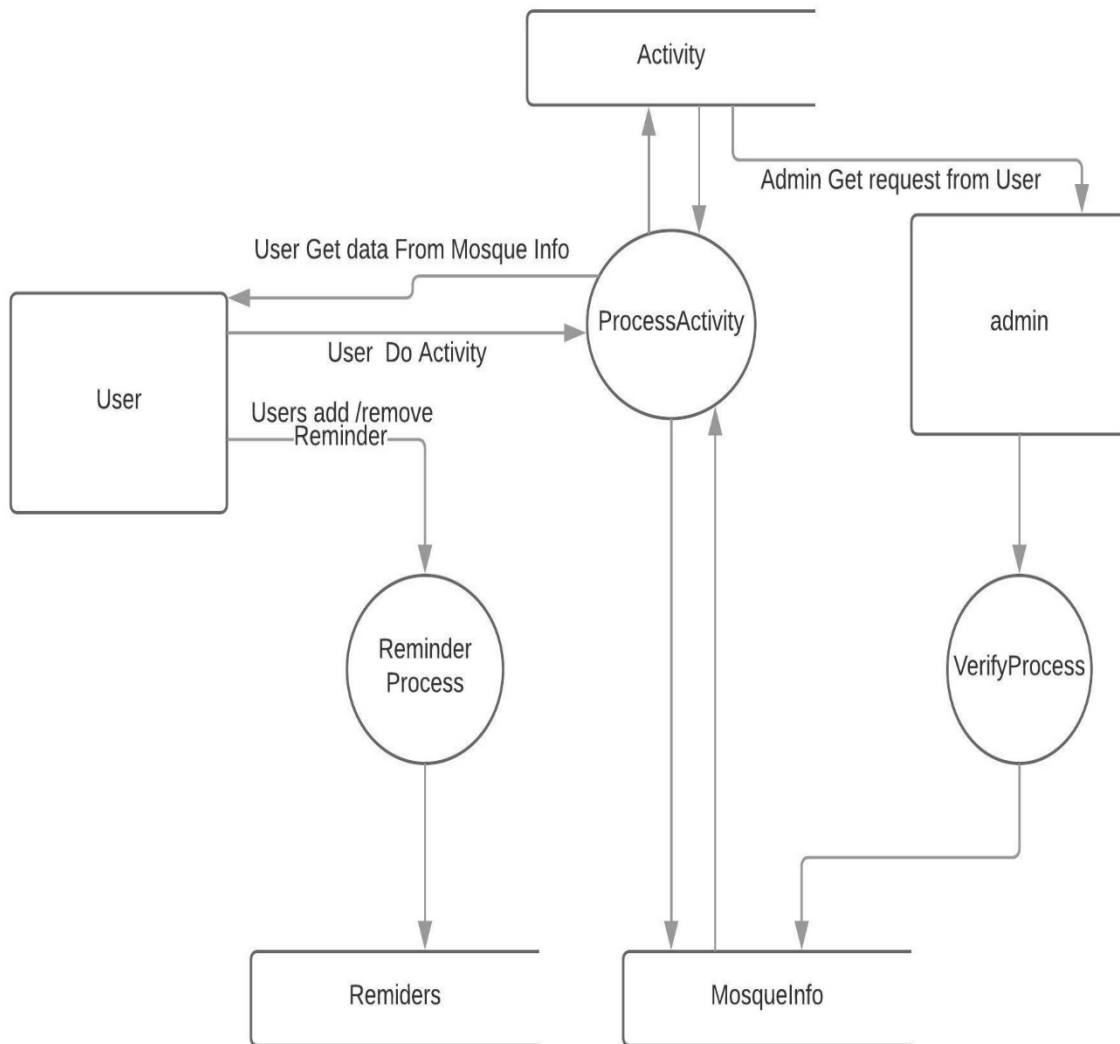 Activity
Admin Get request from User
User Get data From Mosque Info
ProcessActivity
admin
User Do Activity
User
Users add /remove
Reminder
Reminder
Process
VerifyProcess
Remiders
MosqueInfo